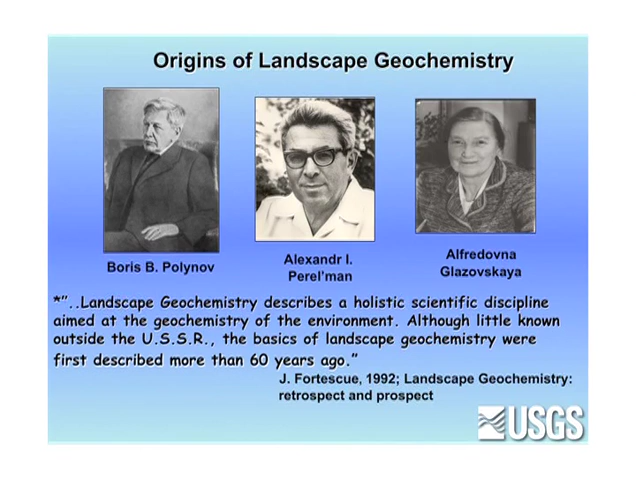 Origins of Landscape Geochemistry
Boris B. Polynov
Alexandr I.
Perel'man
Alfredovna
Glazovskaya
*"..Landscape Geochemistry describes a holistic scientific discipline
aimed at the geochemistry of the environment. Although little known
outside the U.S.S.R., the basics of landscape geochemistry were
first described more than 60 years ago."
J. Fortescue, 1992; Landscape Geochemistry:
retrospect and prospect
USGS